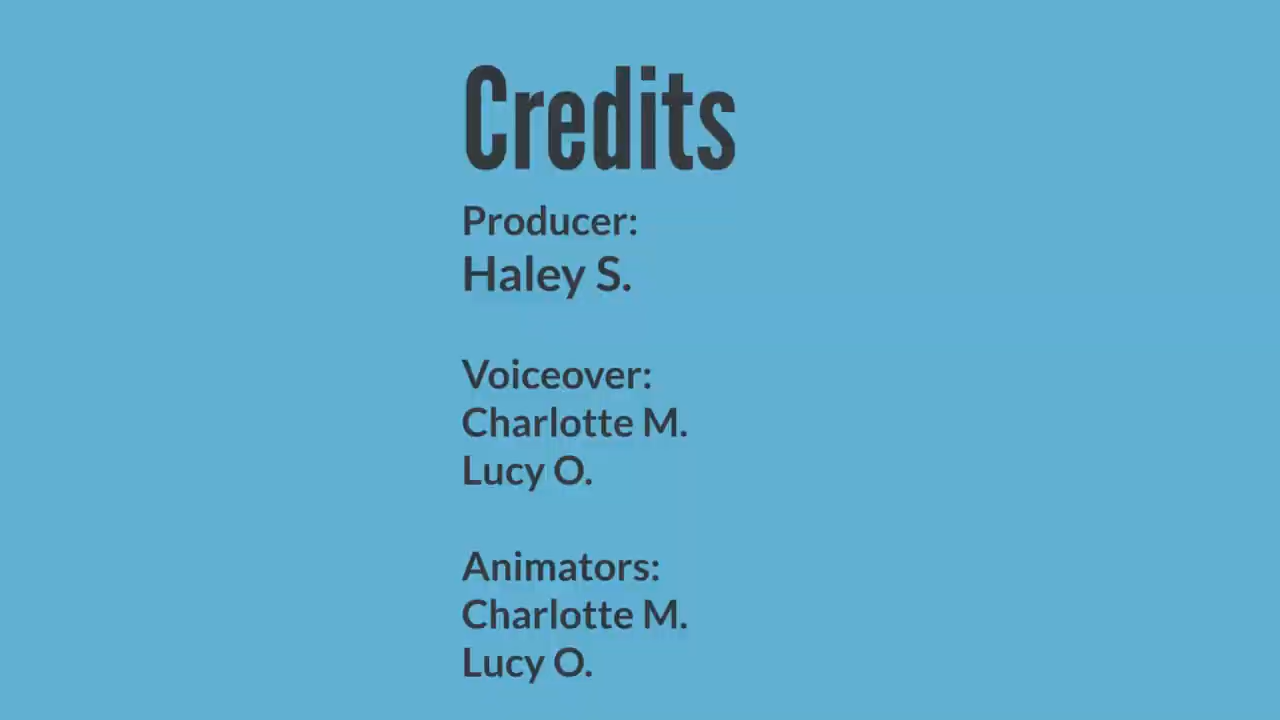 Credits
Producer:
Haley S.
Voiceover:
Charlotte M.
Lucy O.
Animators:
Charlotte M.
Lucy O.